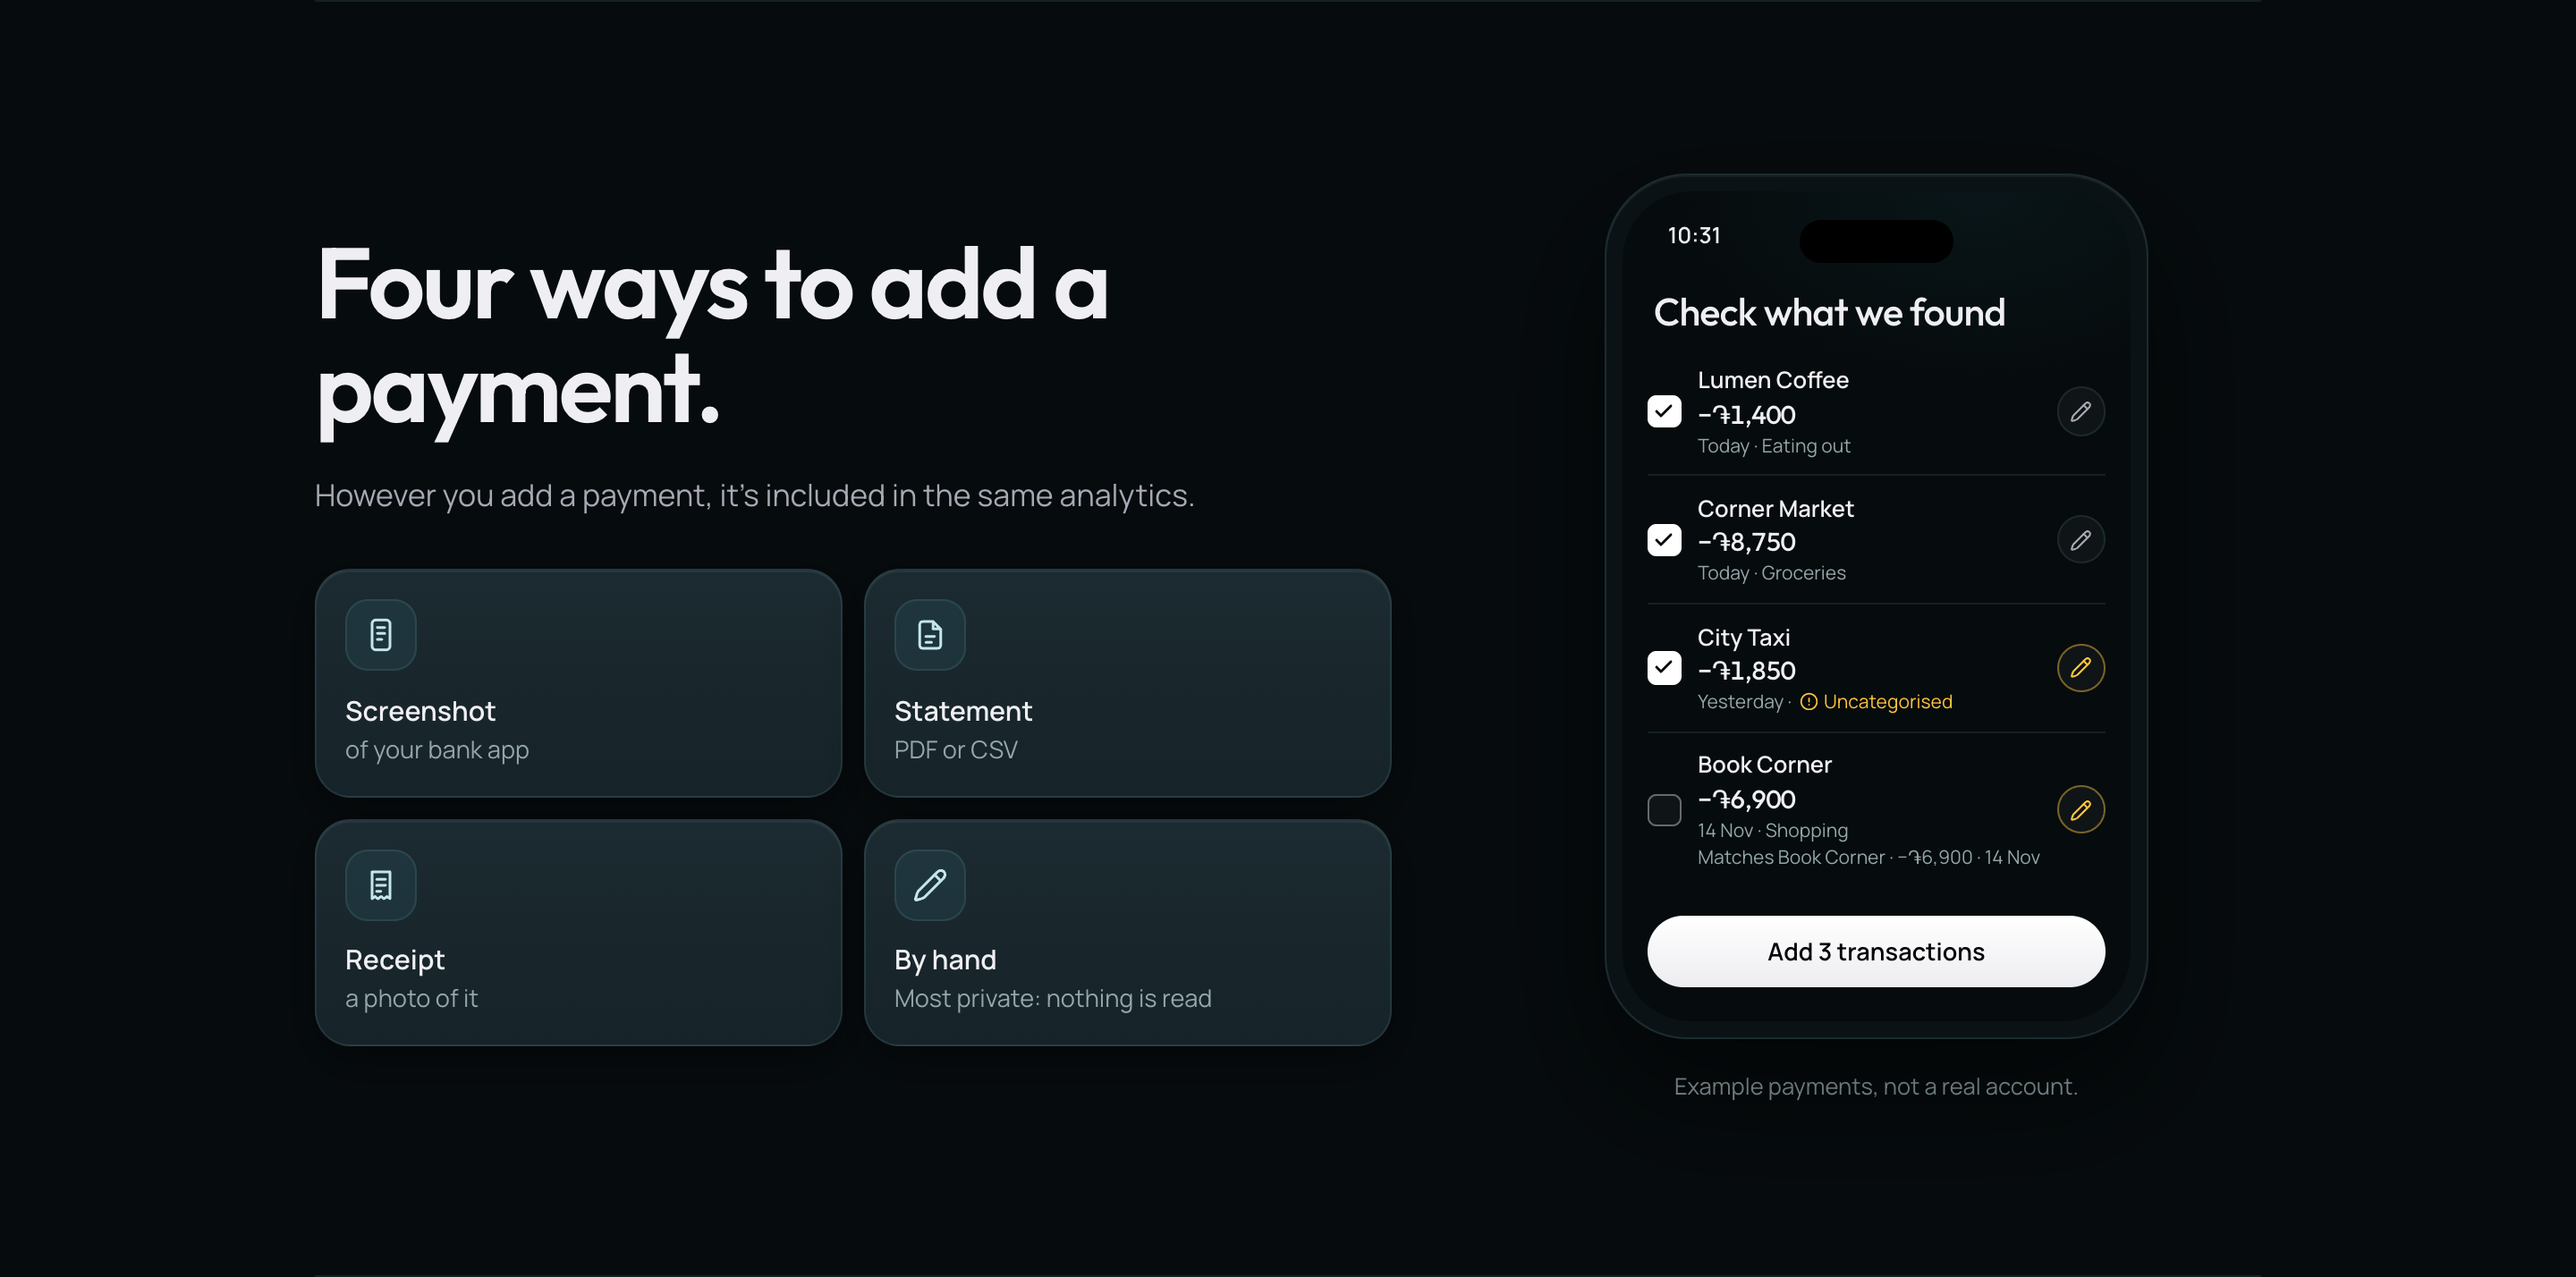 Four ways to add a
payment.
However you add a payment, it’s included in the same analytics.
Screenshot
of your bank app
Statement
PDF or CSV
Receipt
a photo of it
By hand
Most private: nothing is read
10:31
Check what we found
Lumen Coffee
−֏1,400
Today · Eating out
Corner Market
−֏8,750
Today · Groceries
City Taxi
−֏1,850
Yesterday · Uncategorised
Book Corner
−֏6,900
14 Nov · Shopping
Matches Book Corner · −֏6,900 · 14 Nov
Add 3 transactions
Example payments, not a real account.